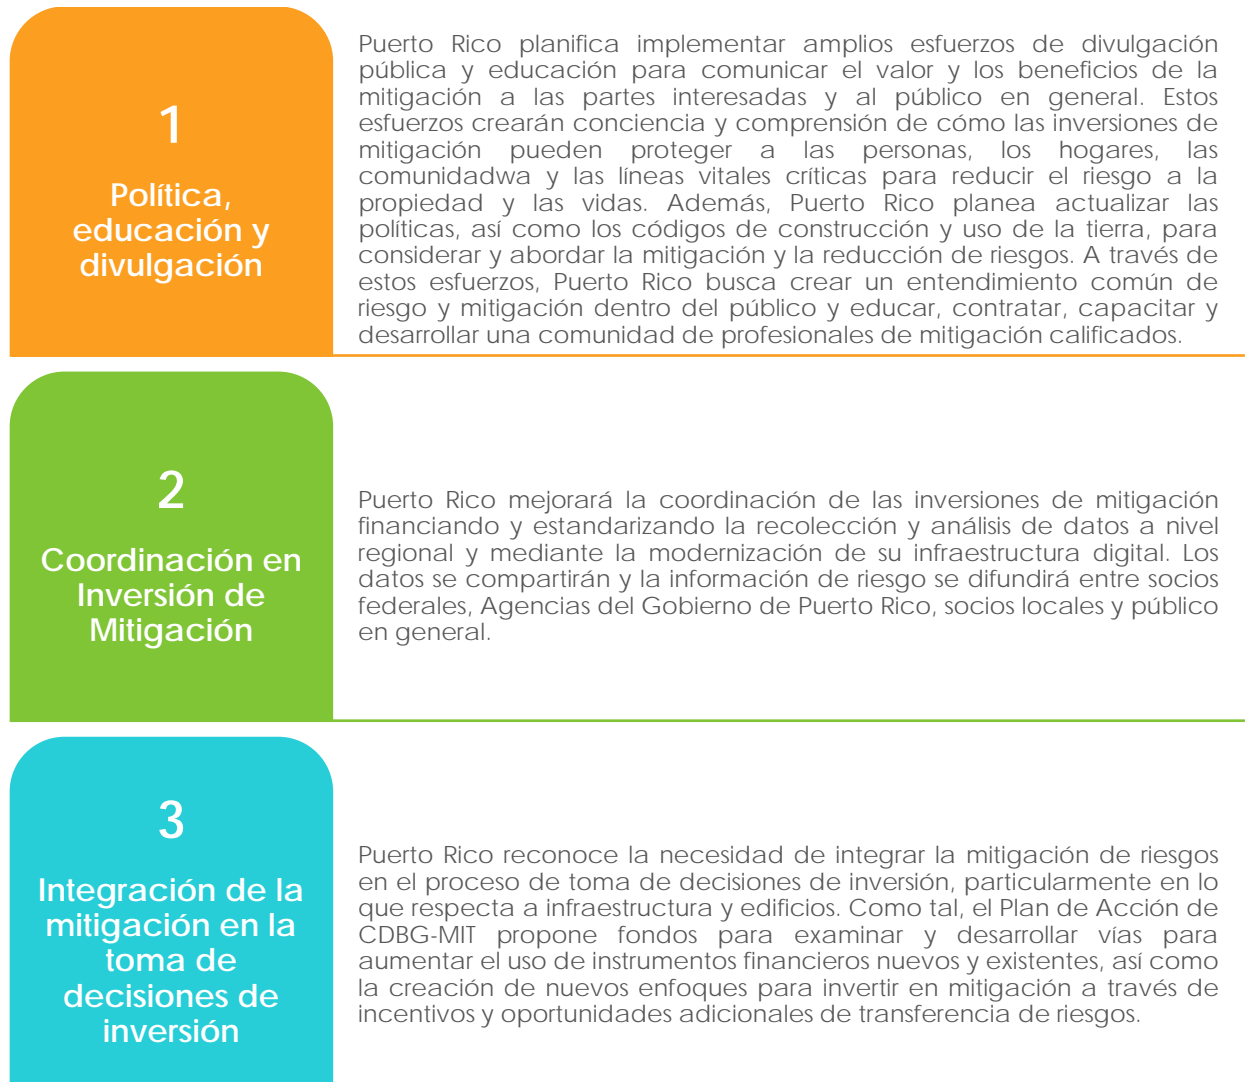 1
Política,
educación y
divulgación
Puerto Rico planifica implementar amplios esfuerzos de divulgación
pública y educación para comunicar el valor y los beneficios de la
mitigación a las partes interesadas y al público en general. Estos
esfuerzos crearán conciencia y comprensión de cómo las inversiones de
mitigación pueden proteger a las personas, los hogares, las
comunidadwa y las líneas vitales críticas para reducir el riesgo a la
propiedad y las vidas. Además, Puerto Rico planea actualizar las
políticas, así como los códigos de construcción y uso de la tierra, para
considerar y abordar la mitigación y la reducción de riesgos. A través de
estos esfuerzos, Puerto Rico busca crear un entendimiento común de
riesgo y mitigación dentro del público y educar, contratar, capacitar y
desarrollar una comunidad de profesionales de mitigación calificados.
2
Coordinación en
Inversión de
Mitigación
Puerto Rico mejorará la coordinación de las inversiones de mitigación
financiando y estandarizando la recolección y análisis de datos a nivel
regional y mediante la modernización de su infraestructura digital. Los
datos se compartirán y la información de riesgo se difundirá entre socios
federales, Agencias del Gobierno de Puerto Rico, socios locales y público
en general.
3
Integración de la
mitigación en la
toma de
decisiones de
inversión
Puerto Rico reconoce la necesidad de integrar la mitigación de riesgos
en el proceso de toma de decisiones de inversión, particularmente en lo
que respecta a infraestructura y edificios. Como tal, el Plan de Acción de
CDBG-MIT propone fondos para examinar y desarrollar vías para
aumentar el uso de instrumentos financieros nuevos y existentes, así como
la creación de nuevos enfoques para invertir en mitigación a través de
incentivos y oportunidades adicionales de transferencia de riesgos.